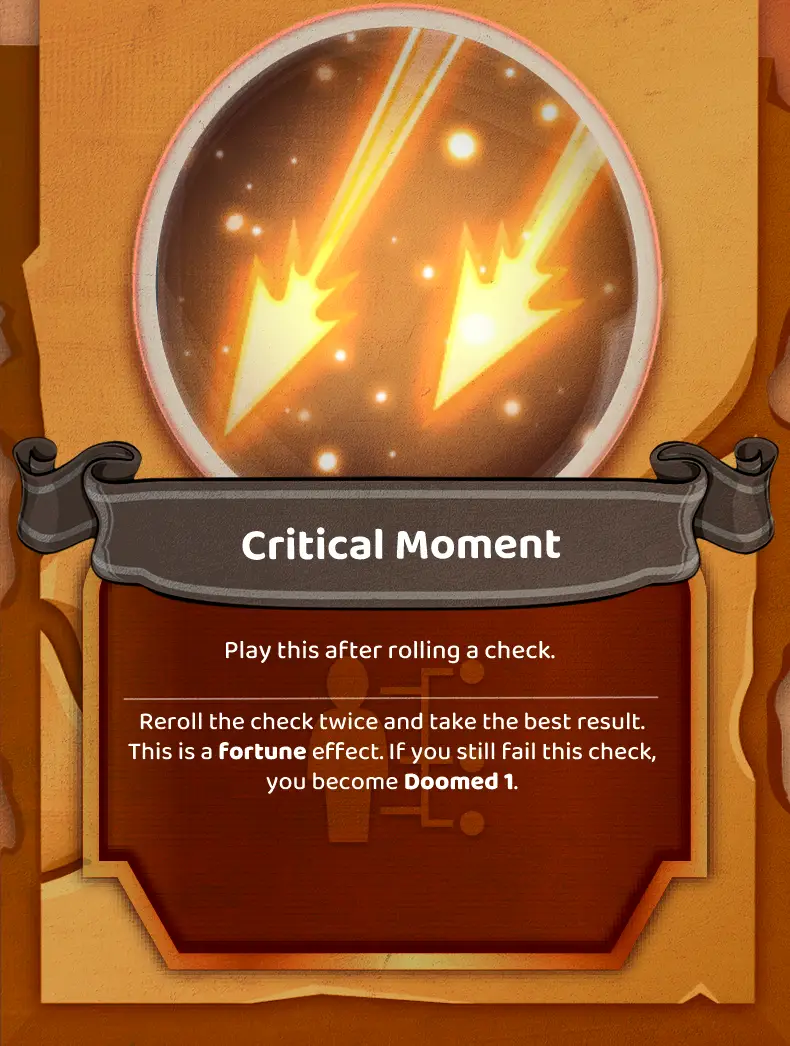 Critical Moment
Play this after rolling a check.
Reroll the check twice and take the best result.
This is a fortune effect. If you still fail this check,
you become Doomed 1.